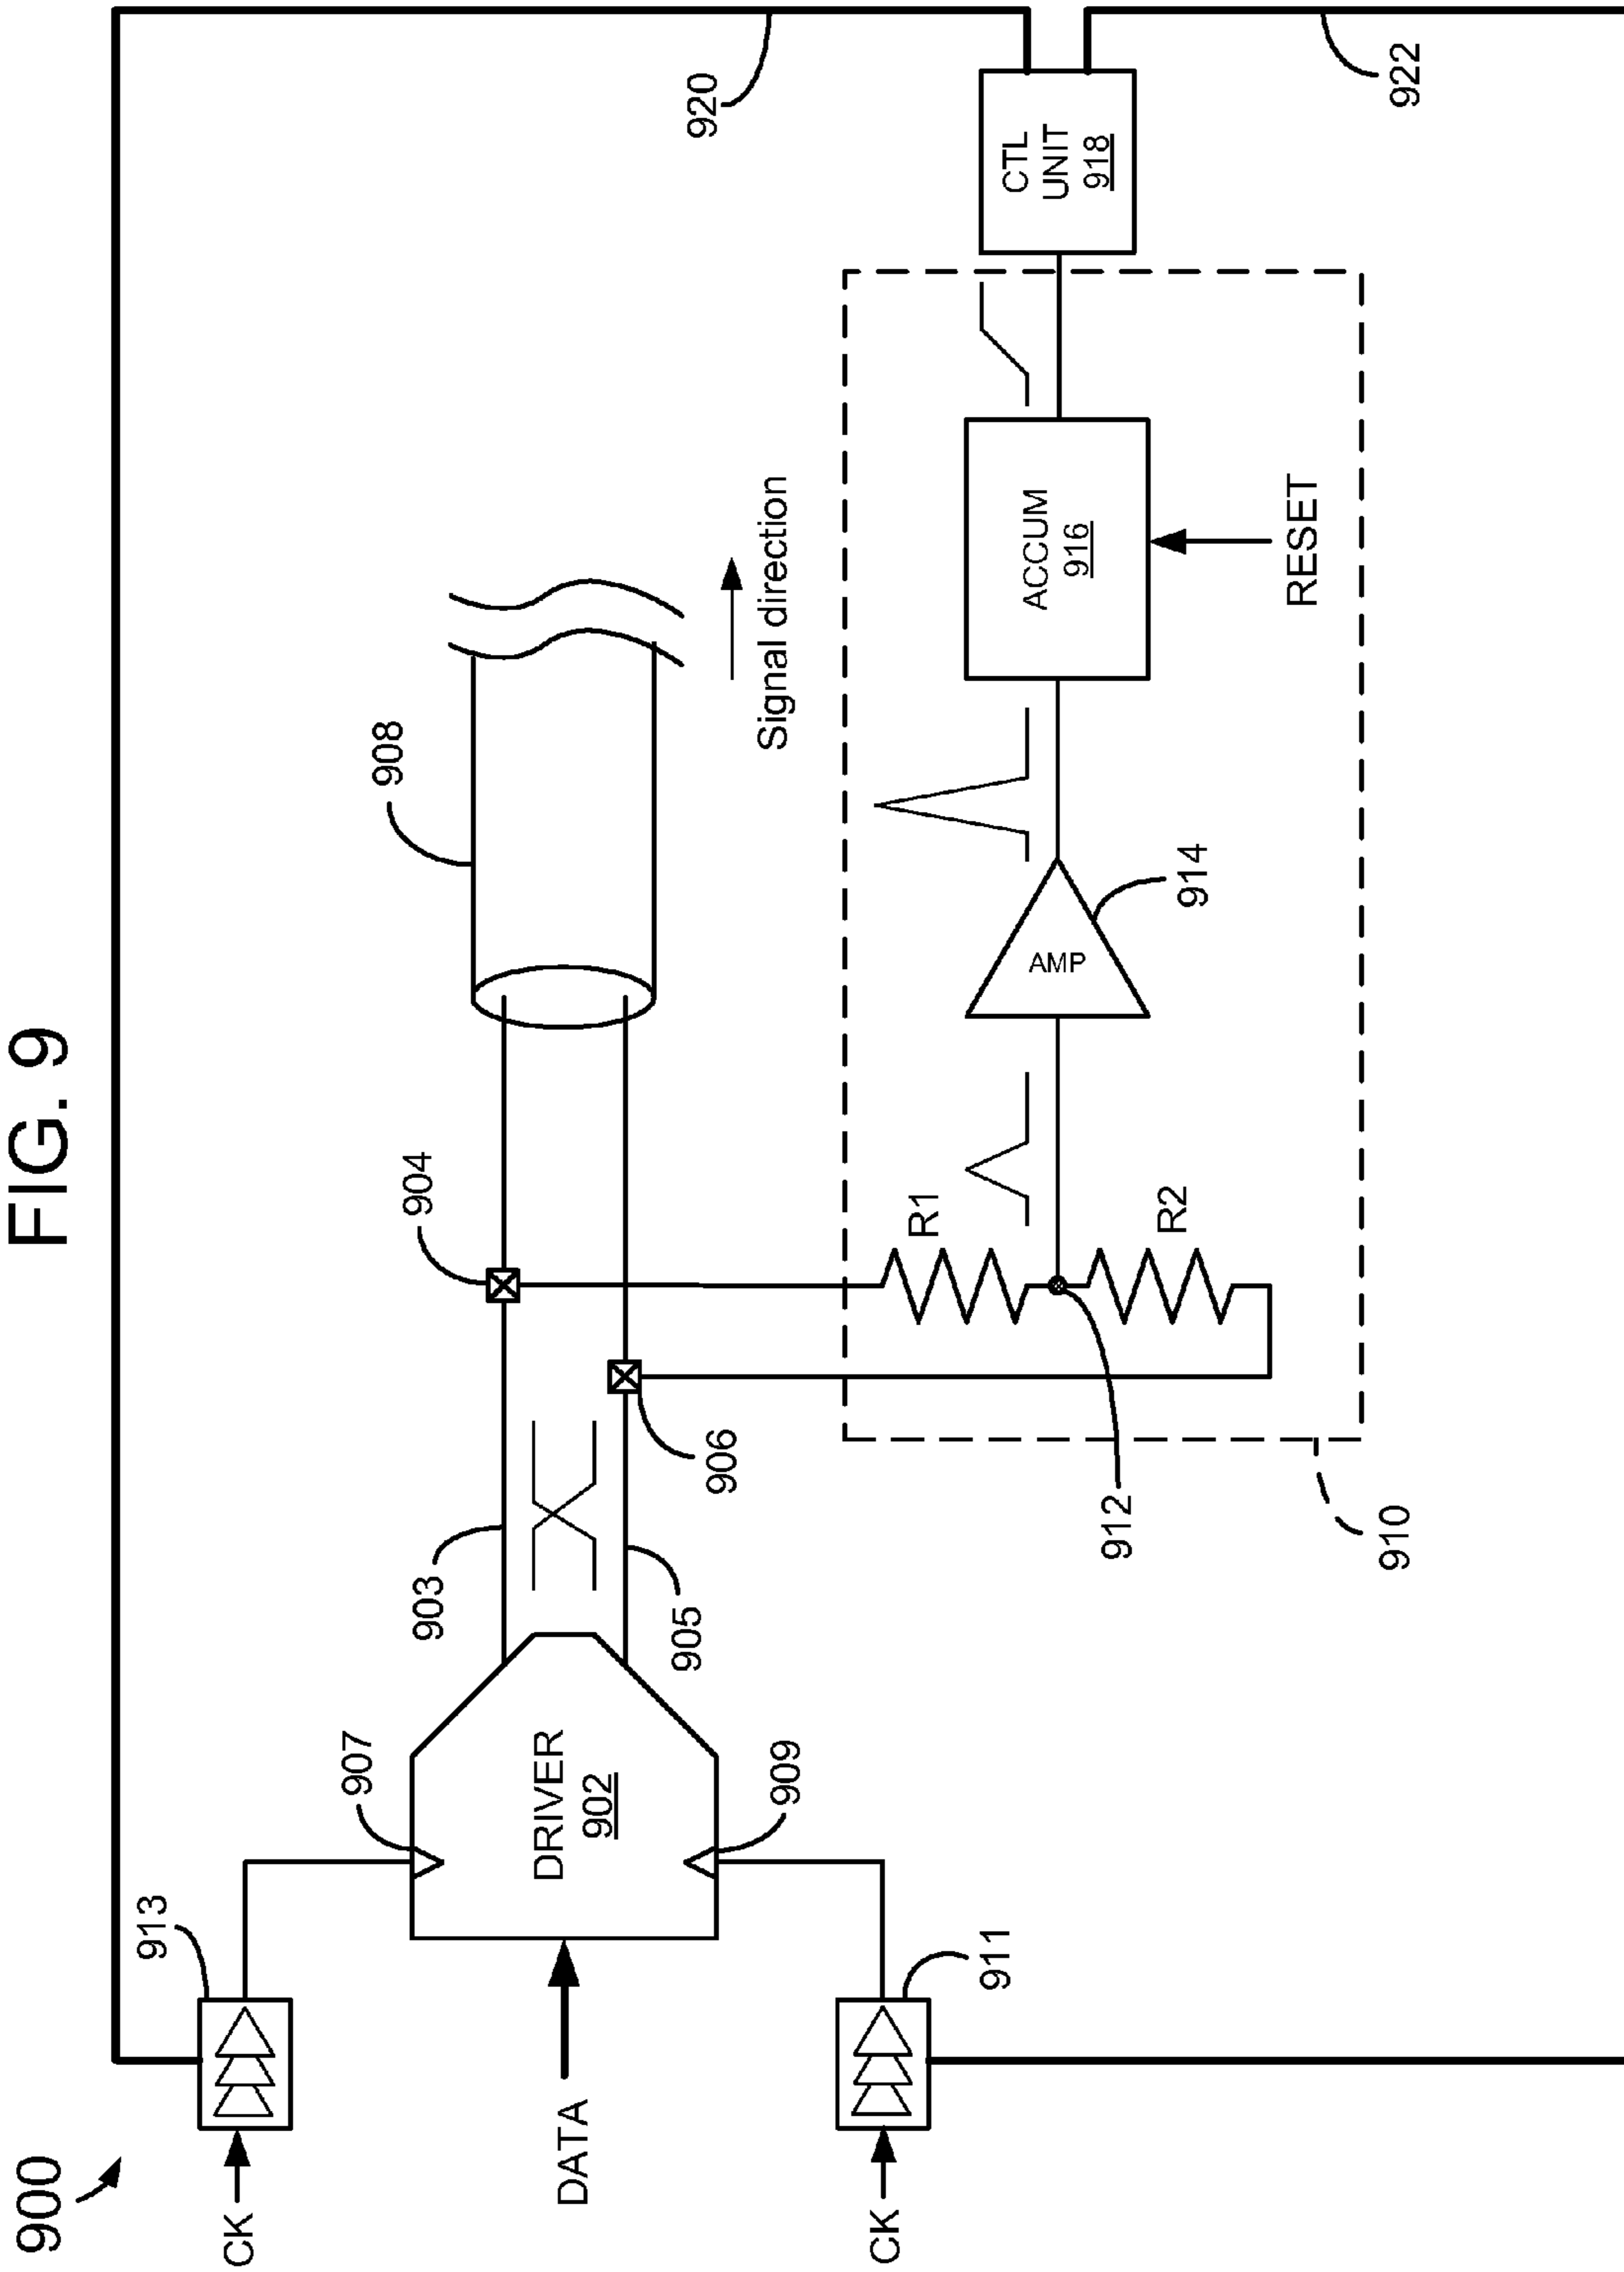 FIG. 9
900
CK
913
907
DATA
DRIVER
902
903
905
909
CK
911
904
906
908
Signal direction
R1
R2
912
910
AMP
914
ACCUM
916
RESET
CTL
UNIT
918
920
922